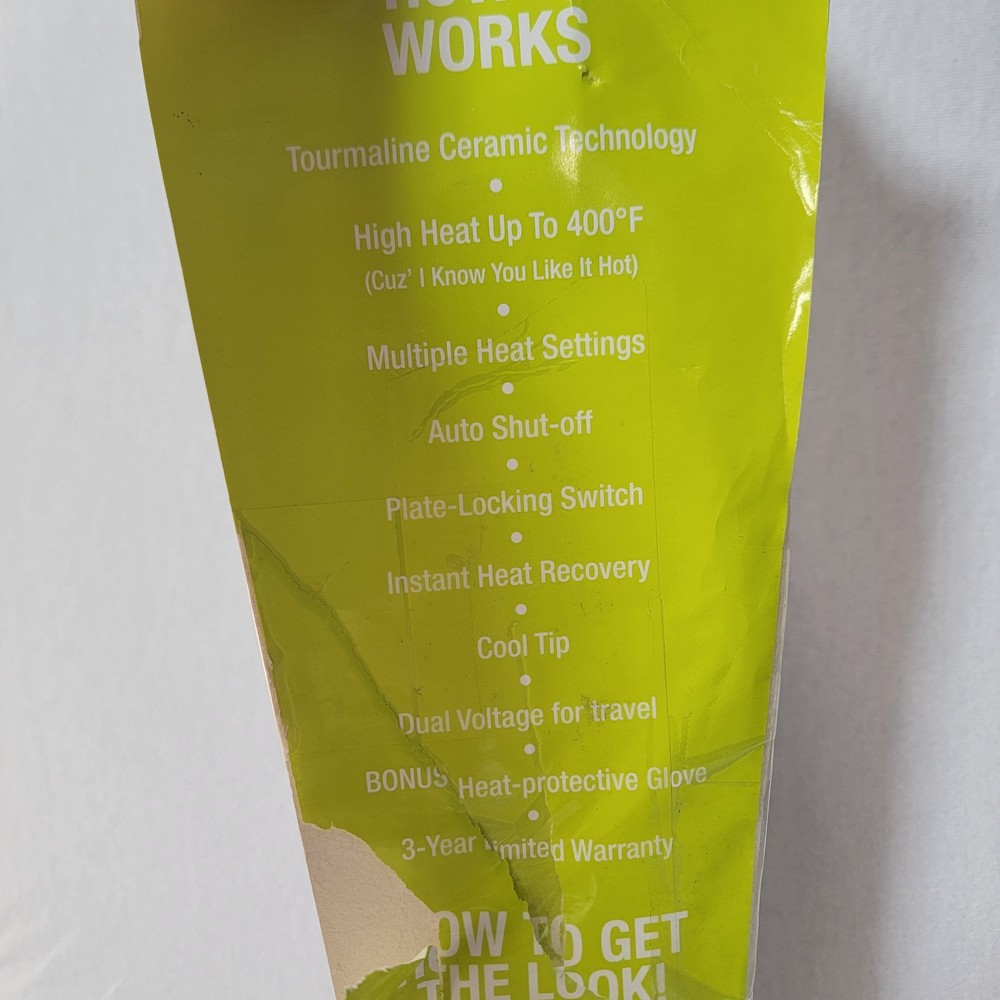 WORKS
Tourmaline Ceramic Technology
High Heat Up To 400°F
(Cuz' I Know You Like It Hot)
Multiple Heat Settings
Auto Shut-off
Plate-Locking Switch
Instant Heat Recovery
Cool Tip
Dual Voltage for travel
BONUS Heat-protective Glove
3-Year Limited Warranty
HOW TO GET
THE LOOK!